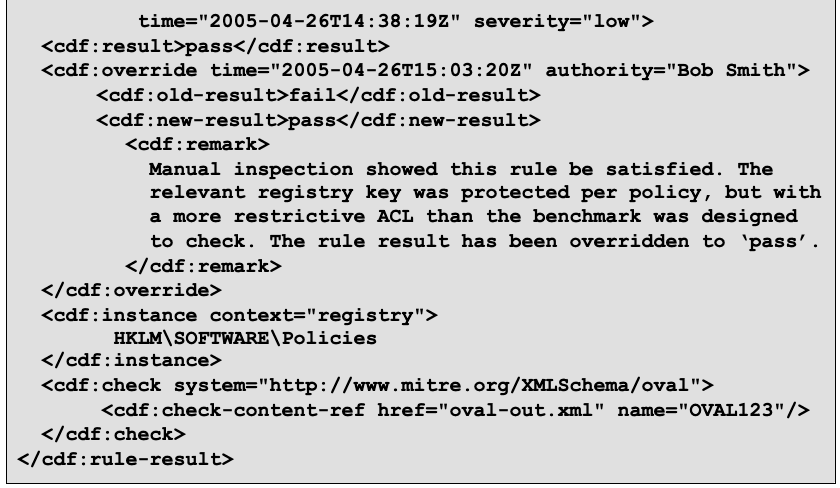 time="2005-04-26T14:38:19Z" severity="low">
<cdf:result>pass</cdf:result>
<cdf:override time="2005-04-26T15:03:20Z" authority="Bob Smith">
<cdf:old-result>fail</cdf:old-result>
<cdf:new-result>pass</cdf:new-result>
<cdf:remark>
Manual inspection showed this rule be satisfied. The
relevant registry key was protected per policy, but with
a more restrictive ACL than the benchmark was designed
to check. The rule result has been overridden to ‘pass’.
</cdf:remark>
</cdf:override>
<cdf:instance context="registry">
HKLM\SOFTWARE\Policies
</cdf:instance>
<cdf:check system="http://www.mitre.org/XMLSchema/oval">
<cdf:check-content-ref href="oval-out.xml" name="OVAL123"/>
</cdf:check>
</cdf:rule-result>